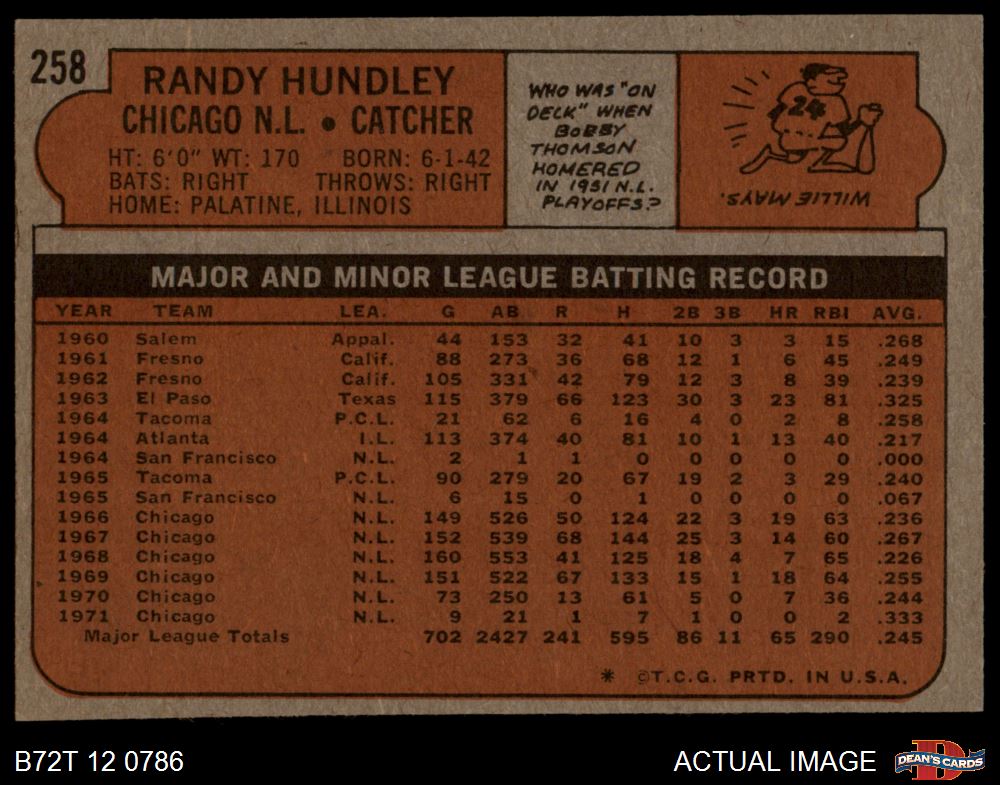 258
RANDY HUNDLEY
CHICAGO N.L. • CATCHER
HT: 6'0" WT: 170 BORN: 6-1-42
BATS: RIGHT THROWS: RIGHT
HOME: PALATINE, ILLINOIS
WHO WAS "ON
DECK" WHEN
BOBBY
THOMSON
HOMERED
IN 1951 N.L.
PLAYOFFS?
24
WILLIE MAYS.
MAJOR AND MINOR LEAGUE BATTING RECORD
YEAR TEAM LEA. G AB R H 2B 3B HR RBI AVG.
1960 Salem Appal. 44 153 32 41 10 3 3 15 .268
1961 Fresno Calif. 88 273 36 68 12 1 6 45 .249
1962 Fresno Calif. 105 331 42 79 12 3 8 39 .239
1963 El Paso Texas 115 379 66 123 30 3 23 81 .325
1964 Tacoma P.C.L. 21 62 6 16 4 0 2 8 .258
1964 Atlanta I.L. 113 374 40 81 10 1 13 40 .217
1964 San Francisco N.L. 2 1 1 0 0 0 0 0 .000
1965 Tacoma P.C.L. 90 279 20 67 19 2 3 29 .240
1965 San Francisco N.L. 6 15 0 1 0 0 0 0 .067
1966 Chicago N.L. 149 526 50 124 22 3 19 63 .236
1967 Chicago N.L. 152 539 68 144 25 3 14 60 .267
1968 Chicago N.L. 160 553 41 125 18 4 7 65 .226
1969 Chicago N.L. 151 522 67 133 15 1 18 64 .255
1970 Chicago N.L. 73 250 13 61 5 0 7 36 .244
1971 Chicago N.L. 9 21 1 7 1 0 0 2 .333
Major League Totals 702 2427 241 595 86 11 65 290 .245
* ©T.C.G. PRTD. IN U.S.A.
B72T 12 0786
ACTUAL IMAGE
D
DEAN'S CARDS